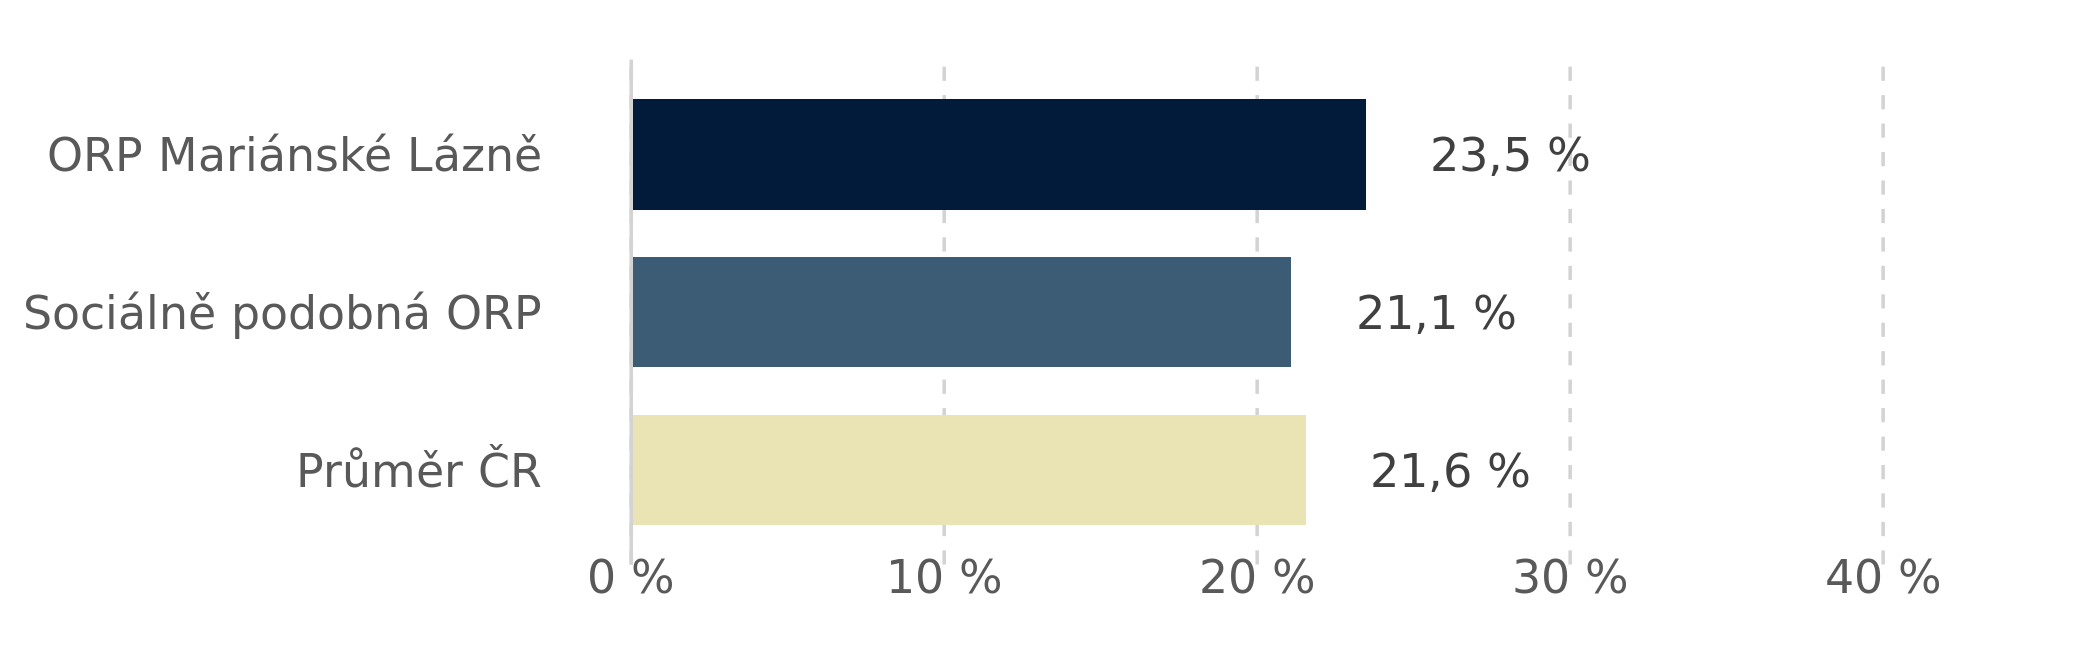 ORP Mariánské Lázně 23,5 %
Sociálně podobná ORP 21,1 %
Průměr ČR 21,6 %
0 % 10 % 20 % 30 % 40 %